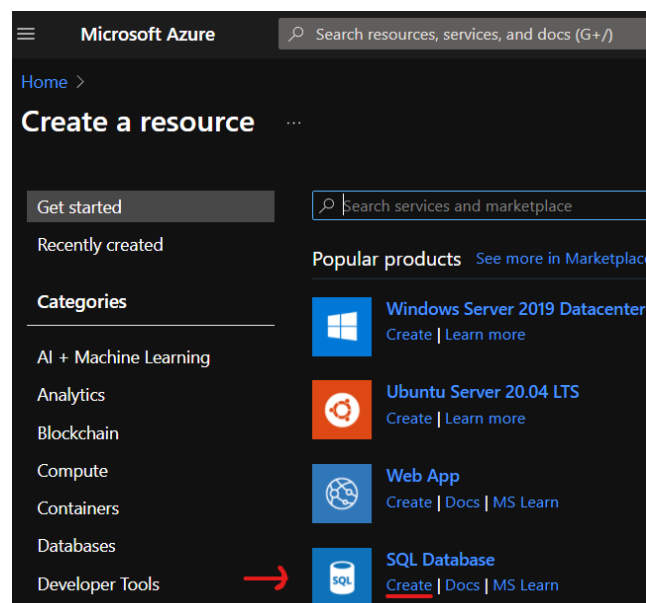 Microsoft Azure
Search resources, services, and docs (G+/)
Home >
Create a resource ...
Get started
Recently created
Categories
AI + Machine Learning
Analytics
Blockchain
Compute
Containers
Databases
Developer Tools
Search services and marketplace
Popular products See more in Marketplace
Windows Server 2019 Datacenter
Create | Learn more
Ubuntu Server 20.04 LTS
Create | Learn more
Web App
Create | Docs | MS Learn
SQL
SQL Database
Create | Docs | MS Learn